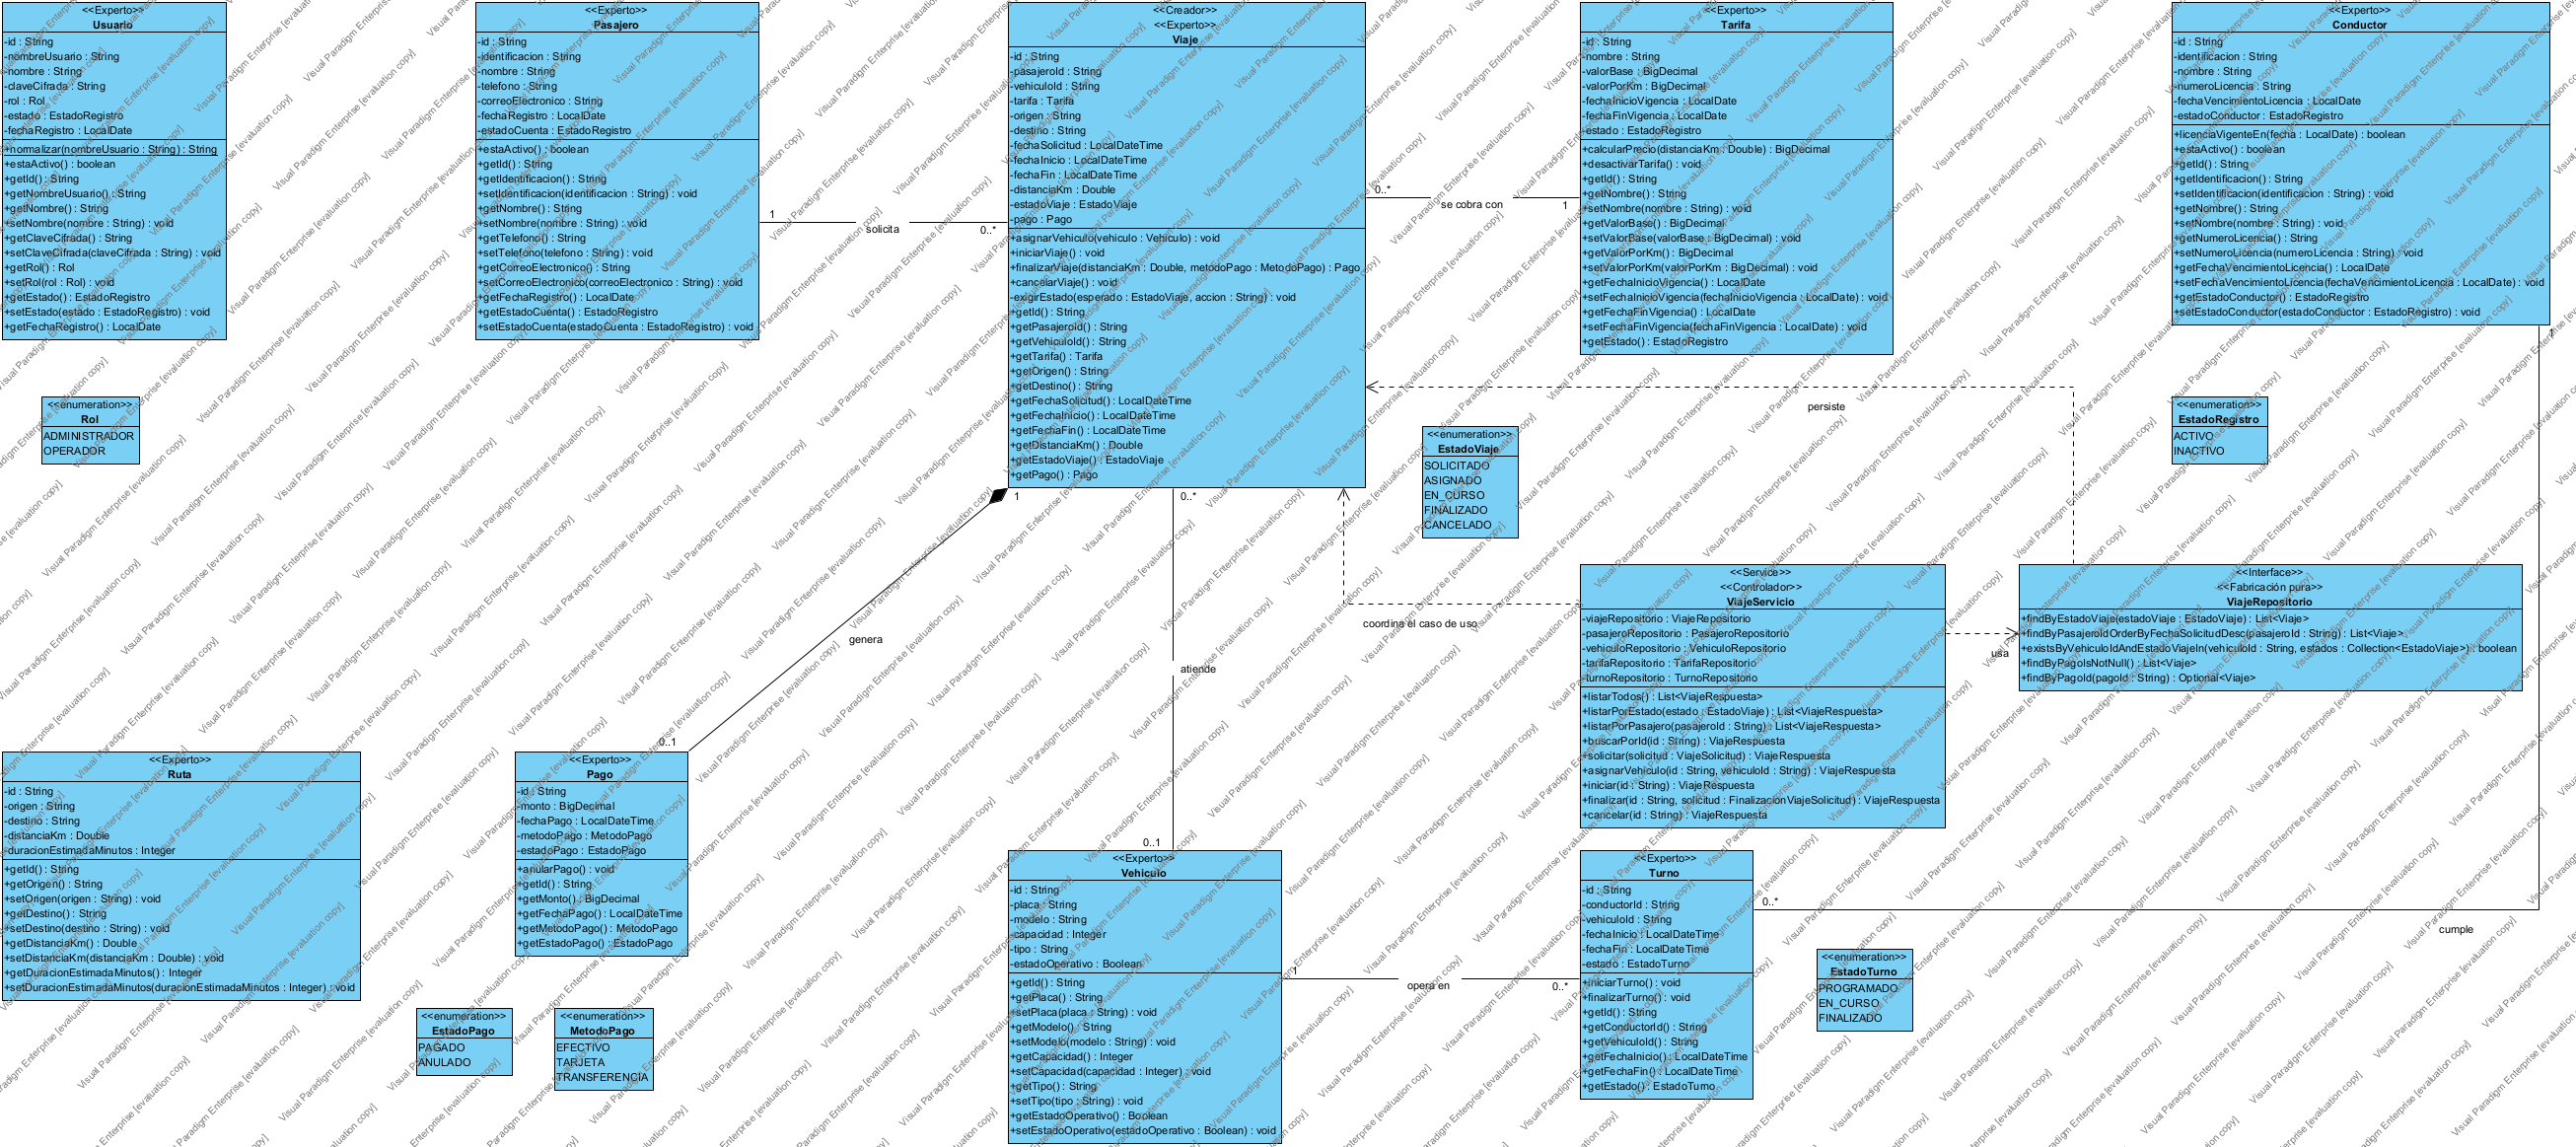 <<Experto>>
Usuario
-id : String
-nombreUsuario : String
-nombre : String
-claveCifrada : String
-rol : Rol
-estado : EstadoRegistro
-fechaRegistro : LocalDate
+normalizar(nombreUsuario : String) : String
+estaActivo() : boolean
+getId() : String
+getNombreUsuario() : String
+getNombre() : String
+setNombre(nombre : String) : void
+getClaveCifrada() : String
+setClaveCifrada(claveCifrada : String) : void
+getRol() : Rol
+setRol(rol : Rol) : void
+getEstado() : EstadoRegistro
+setEstado(estado : EstadoRegistro) : void
+getFechaRegistro() : LocalDate
<<Experto>>
Pasajero
-id : String
-identificacion : String
-nombre : String
-telefono : String
-correoElectronico : String
-fechaRegistro : LocalDate
-estadoCuenta : EstadoRegistro
+estaActivo() : boolean
+getId() : String
+getIdentificacion() : String
+setIdentificacion(identificacion : String) : void
+getNombre() : String
+setNombre(nombre : String) : void
+getTelefono() : String
+setTelefono(telefono : String) : void
+getCorreoElectronico() : String
+setCorreoElectronico(correoElectronico : String) : void
+getFechaRegistro() : LocalDate
+getEstadoCuenta() : EstadoRegistro
+setEstadoCuenta(estadoCuenta : EstadoRegistro) : void
1
solicita
0..*
<<Creador>>
<<Experto>>
Viaje
-id : String
-pasajeroId : String
-vehiculoId : String
-tarifa : Tarifa
-origen : String
-destino : String
-fechaSolicitud : LocalDateTime
-fechaInicio : LocalDateTime
-fechaFin : LocalDateTime
-distanciaKm : Double
-estadoViaje : EstadoViaje
-pago : Pago
+asignarVehiculo(vehiculo : Vehiculo) : void
+iniciarViaje() : void
+finalizarViaje(distanciaKm : Double, metodoPago : MetodoPago) : Pago
+cancelarViaje() : void
-exigirEstado(esperado : EstadoViaje, accion : String) : void
+getId() : String
+getPasajeroId() : String
+getVehiculoId() : String
+getTarifa() : Tarifa
+getOrigen() : String
+getDestino() : String
+getFechaSolicitud() : LocalDateTime
+getFechaInicio() : LocalDateTime
+getFechaFin() : LocalDateTime
+getDistanciaKm() : Double
+getEstadoViaje() : EstadoViaje
+getPago() : Pago
0..*
se cobra con
1
<<Experto>>
Tarifa
-id : String
-nombre : String
-valorBase : BigDecimal
-valorPorKm : BigDecimal
-fechaInicioVigencia : LocalDate
-fechaFinVigencia : LocalDate
-estado : EstadoRegistro
+calcularPrecio(distanciaKm : Double) : BigDecimal
+desactivarTarifa() : void
+getId() : String
+getNombre() : String
+setNombre(nombre : String) : void
+getValorBase() : BigDecimal
+setValorBase(valorBase : BigDecimal) : void
+getValorPorKm() : BigDecimal
+setValorPorKm(valorPorKm : BigDecimal) : void
+getFechaInicioVigencia() : LocalDate
+setFechaInicioVigencia(fechaInicioVigencia : LocalDate) : void
+getFechaFinVigencia() : LocalDate
+setFechaFinVigencia(fechaFinVigencia : LocalDate) : void
+getEstado() : EstadoRegistro
<<Experto>>
Conductor
-id : String
-identificacion : String
-nombre : String
-numeroLicencia : String
-fechaVencimientoLicencia : LocalDate
-estadoConductor : EstadoRegistro
+licenciaVigenteEn(fecha : LocalDate) : boolean
+estaActivo() : boolean
+getId() : String
+getIdentificacion() : String
+setIdentificacion(identificacion : String) : void
+getNombre() : String
+setNombre(nombre : String) : void
+getNumeroLicencia() : String
+setNumeroLicencia(numeroLicencia : String) : void
+getFechaVencimientoLicencia() : LocalDate
+setFechaVencimientoLicencia(fechaVencimientoLicencia : LocalDate) : void
+getEstadoConductor() : EstadoRegistro
+setEstadoConductor(estadoConductor : EstadoRegistro) : void
1
<<enumeration>>
Rol
ADMINISTRADOR
OPERADOR
<<enumeration>>
EstadoViaje
SOLICITADO
ASIGNADO
EN_CURSO
FINALIZADO
CANCELADO
persiste
<<enumeration>>
EstadoRegistro
ACTIVO
INACTIVO
1
0..*
genera
0..1
atiende
0..1
coordina el caso de uso
<<Service>>
<<Controlador>>
ViajeServicio
-viajeRepositorio : ViajeRepositorio
-pasajeroRepositorio : PasajeroRepositorio
-vehiculoRepositorio : VehiculoRepositorio
-tarifaRepositorio : TarifaRepositorio
-turnoRepositorio : TurnoRepositorio
+listarTodos() : List<ViajeRespuesta>
+listarPorEstado(estado : EstadoViaje) : List<ViajeRespuesta>
+listarPorPasajero(pasajeroId : String) : List<ViajeRespuesta>
+buscarPorId(id : String) : ViajeRespuesta
+solicitar(solicitud : ViajeSolicitud) : ViajeRespuesta
+asignarVehiculo(id : String, vehiculoId : String) : ViajeRespuesta
+iniciar(id : String) : ViajeRespuesta
+finalizar(id : String, solicitud : FinalizacionViajeSolicitud) : ViajeRespuesta
+cancelar(id : String) : ViajeRespuesta
usa
<<Interface>>
<<Fabricación pura>>
ViajeRepositorio
+findByEstadoViaje(estadoViaje : EstadoViaje) : List<Viaje>
+findByPasajeroIdOrderByFechaSolicitudDesc(pasajeroId : String) : List<Viaje>
+existsByVehiculoIdAndEstadoViajeIn(vehiculoId : String, estados : Collection<EstadoViaje>) : boolean
+findByPagoIsNotNull() : List<Viaje>
+findByPagoId(pagoId : String) : Optional<Viaje>
<<Experto>>
Ruta
-id : String
-origen : String
-destino : String
-distanciaKm : Double
-duracionEstimadaMinutos : Integer
+getId() : String
+getOrigen() : String
+setOrigen(origen : String) : void
+getDestino() : String
+setDestino(destino : String) : void
+getDistanciaKm() : Double
+setDistanciaKm(distanciaKm : Double) : void
+getDuracionEstimadaMinutos() : Integer
+setDuracionEstimadaMinutos(duracionEstimadaMinutos : Integer) : void
<<Experto>>
Pago
-id : String
-monto : BigDecimal
-fechaPago : LocalDateTime
-metodoPago : MetodoPago
-estadoPago : EstadoPago
+anularPago() : void
+getId() : String
+getMonto() : BigDecimal
+getFechaPago() : LocalDateTime
+getMetodoPago() : MetodoPago
+getEstadoPago() : EstadoPago
<<enumeration>>
EstadoPago
PAGADO
ANULADO
<<enumeration>>
MetodoPago
EFECTIVO
TARJETA
TRANSFERENCIA
<<Experto>>
Vehiculo
-id : String
-placa : String
-modelo : String
-capacidad : Integer
-tipo : String
-estadoOperativo : Boolean
+getId() : String
+getPlaca() : String
+setPlaca(placa : String) : void
+getModelo() : String
+setModelo(modelo : String) : void
+getCapacidad() : Integer
+setCapacidad(capacidad : Integer) : void
+getTipo() : String
+setTipo(tipo : String) : void
+getEstadoOperativo() : Boolean
+setEstadoOperativo(estadoOperativo : Boolean) : void
1
opera en
0..*
<<Experto>>
Turno
-id : String
-conductorId : String
-vehiculoId : String
-fechaInicio : LocalDateTime
-fechaFin : LocalDateTime
-estado : EstadoTurno
+iniciarTurno() : void
+finalizarTurno() : void
+getId() : String
+getConductorId() : String
+getVehiculoId() : String
+getFechaInicio() : LocalDateTime
+getFechaFin() : LocalDateTime
+getEstado() : EstadoTurno
0..*
cumple
<<enumeration>>
EstadoTurno
PROGRAMADO
EN_CURSO
FINALIZADO
Visual Paradigm Enterprise [evaluation copy]